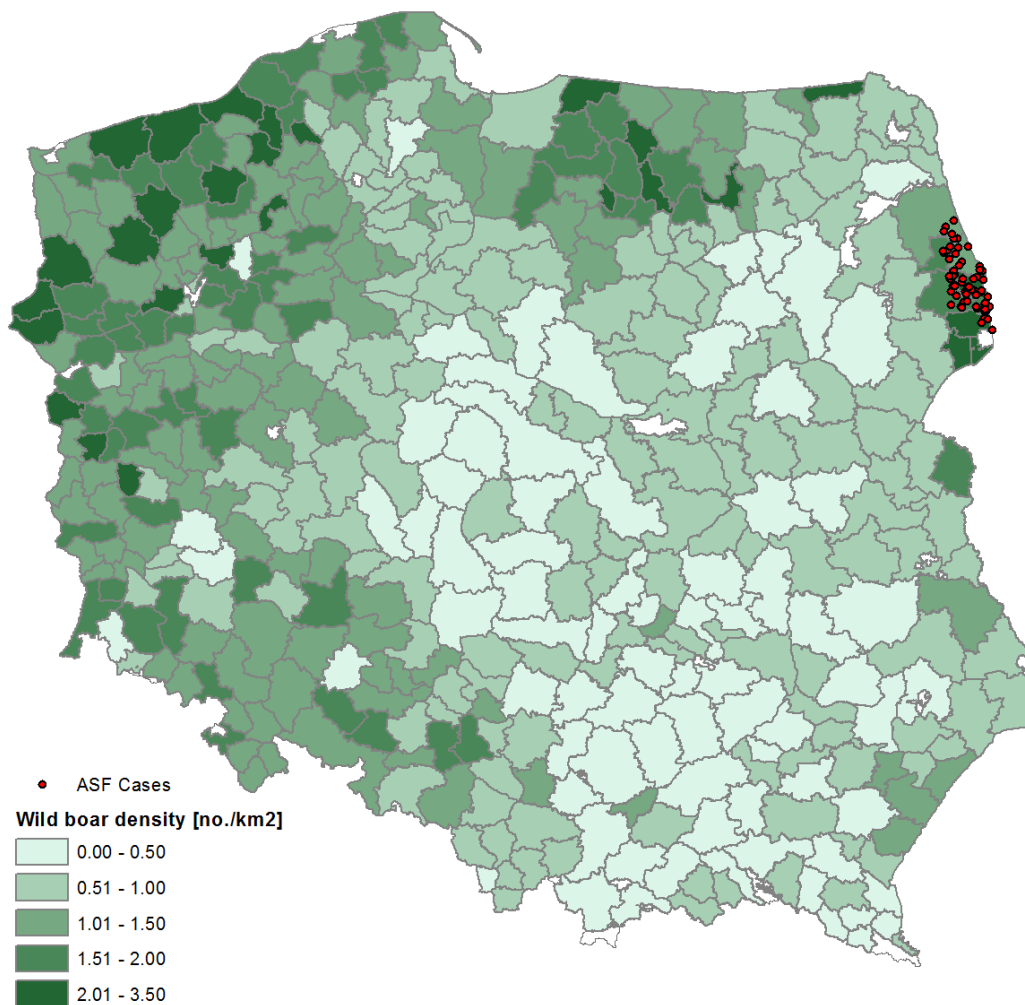 ASF Cases
Wild boar density [no./km2]
0.00 - 0.50
0.51 - 1.00
1.01 - 1.50
1.51 - 2.00
2.01 - 3.50